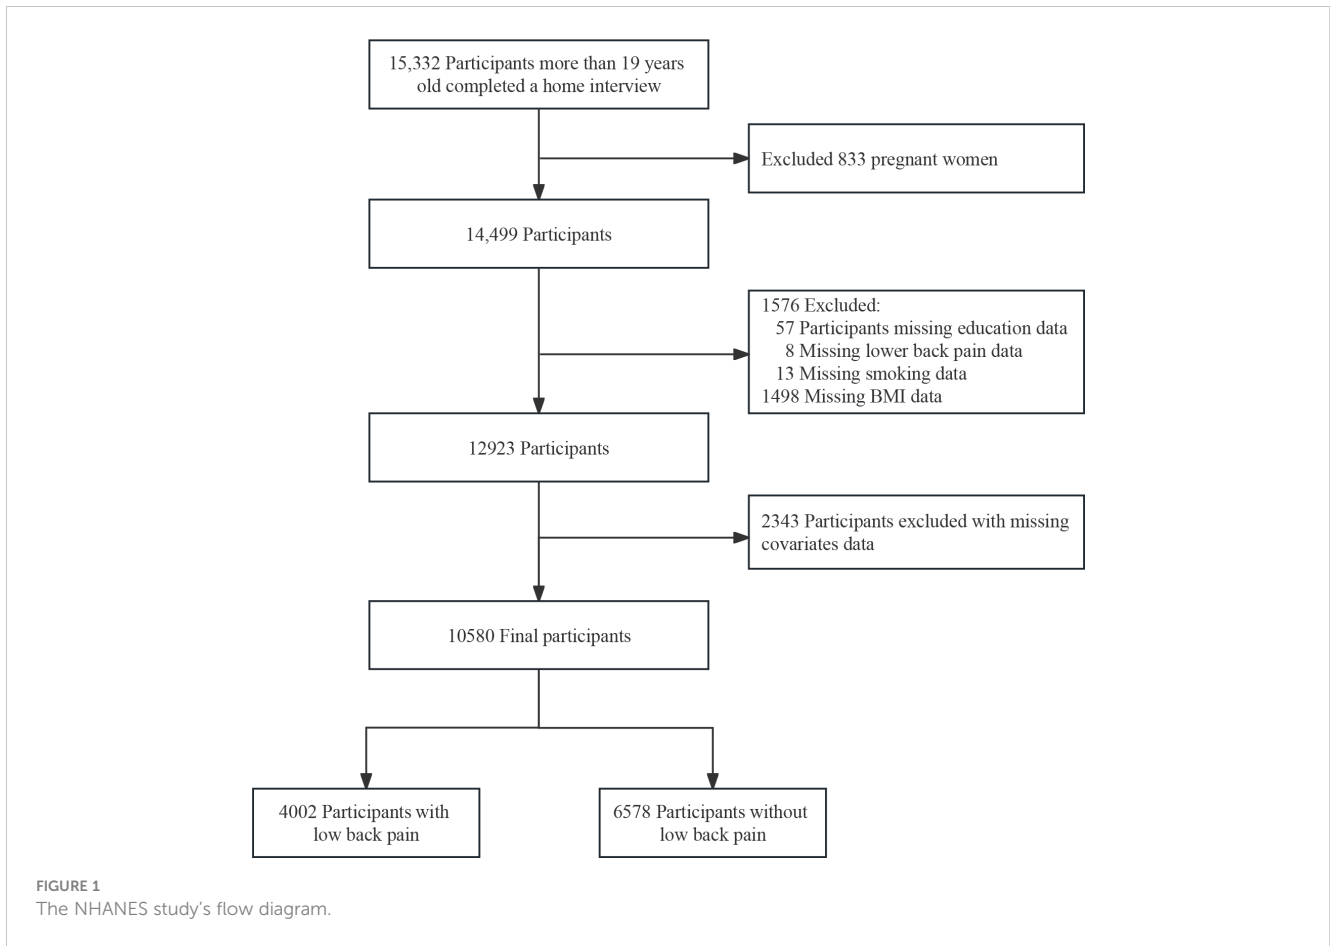 15,332 Participants more than 19 years
old completed a home interview
Excluded 833 pregnant women
14,499 Participants
1576 Excluded:
57 Participants missing education data
8 Missing lower back pain data
13 Missing smoking data
1498 Missing BMI data
12923 Participants
2343 Participants excluded with missing
covariates data
10580 Final participants
4002 Participants with
low back pain
6578 Participants without
low back pain
FIGURE 1
The NHANES study’s flow diagram.